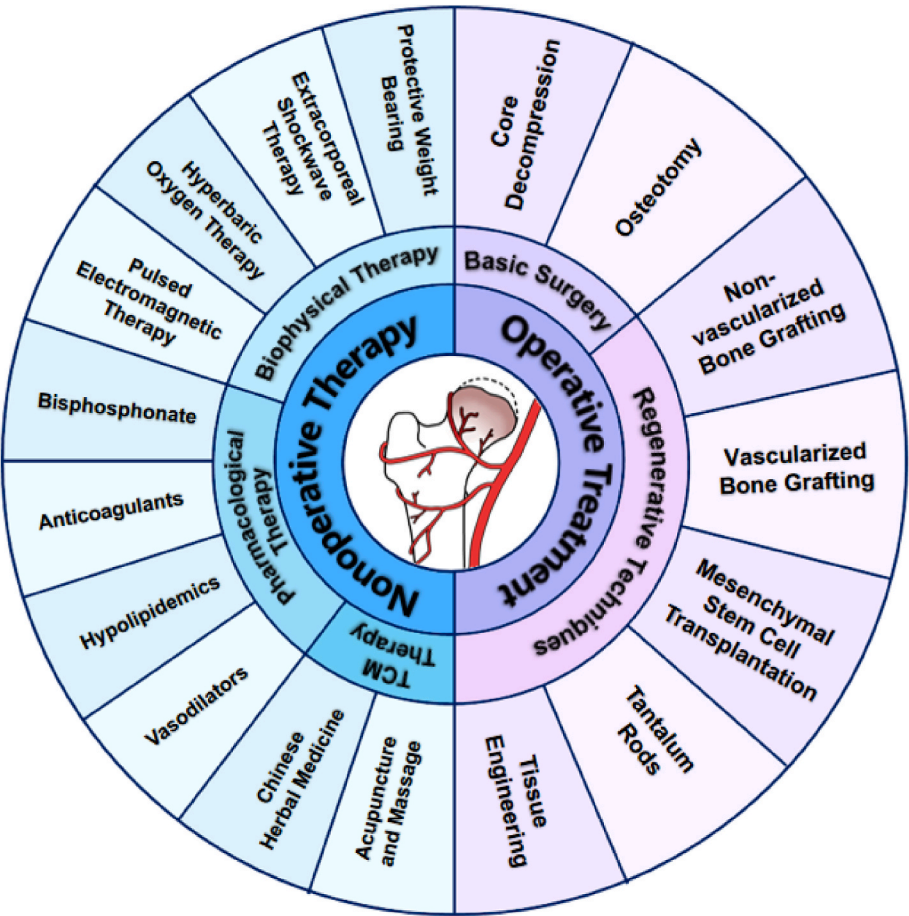 Protective Weight
Bearing
Extracorporeal
Shockwave
Therapy
Hyperbaric
Oxygen Therapy
Pulsed
Electromagnetic
Therapy
Bisphosphonate
Anticoagulants
Hypolipidemics
Vasodilators
Chinese
Herbal Medicine
Acupuncture
and Massage
Biophysical Therapy
Pharmacological
Therapy
TCM
Therapy
Nonoperative Therapy
Operative Treatment
Basic Surgery
Regenerative Techniques
Core
Decompression
Osteotomy
Non-
vascularized
Bone Grafting
Vascularized
Bone Grafting
Mesenchymal
Stem Cell
Transplantation
Tantalum
Rods
Tissue
Engineering